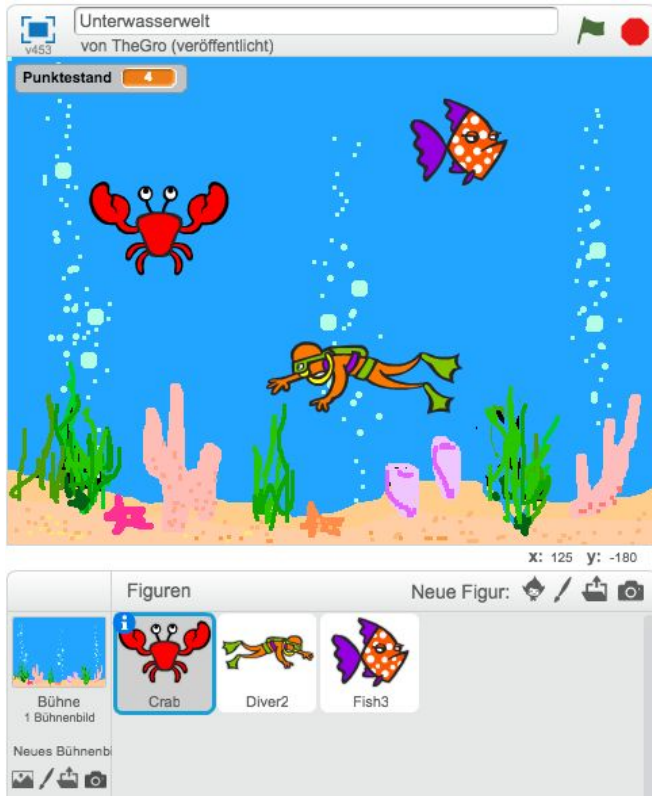 Unterwasserwelt
v453
von TheGro (veröffentlicht)
Punktestand 4
x: 125 y: -180
Figuren
Neue Figur:
i
Bühne
1 Bühnenbild
Crab
Diver2
Fish3
Neues Bühnenbi